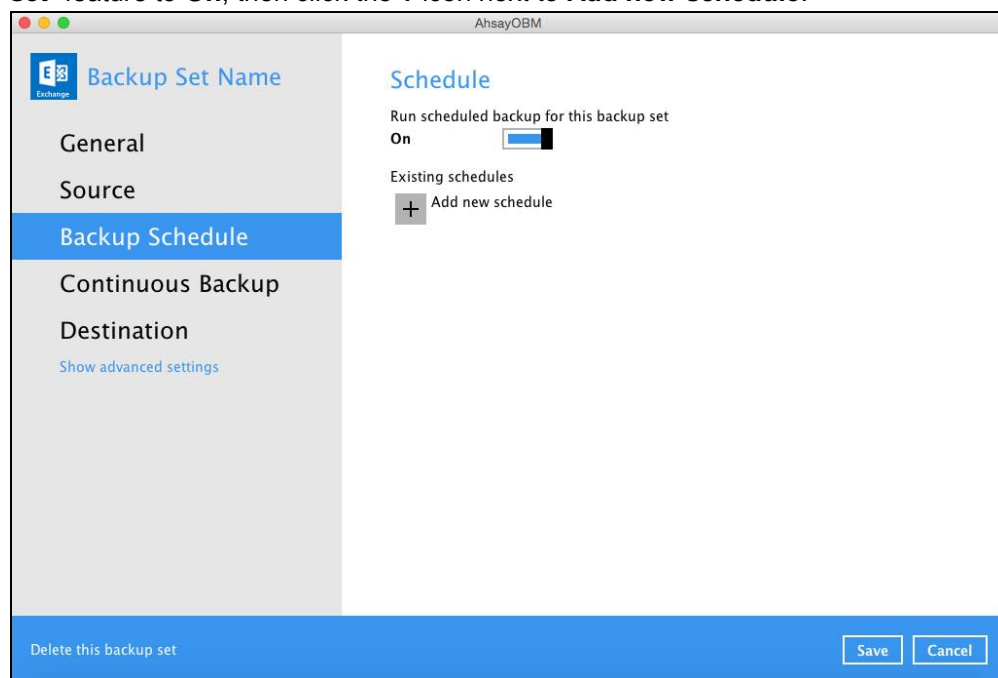 AhsayOBM
Backup Set Name
Exchange
General
Source
Backup Schedule
Continuous Backup
Destination
Show advanced settings
Schedule
Run scheduled backup for this backup set
On
Existing schedules
Add new schedule
Delete this backup set
Save
Cancel